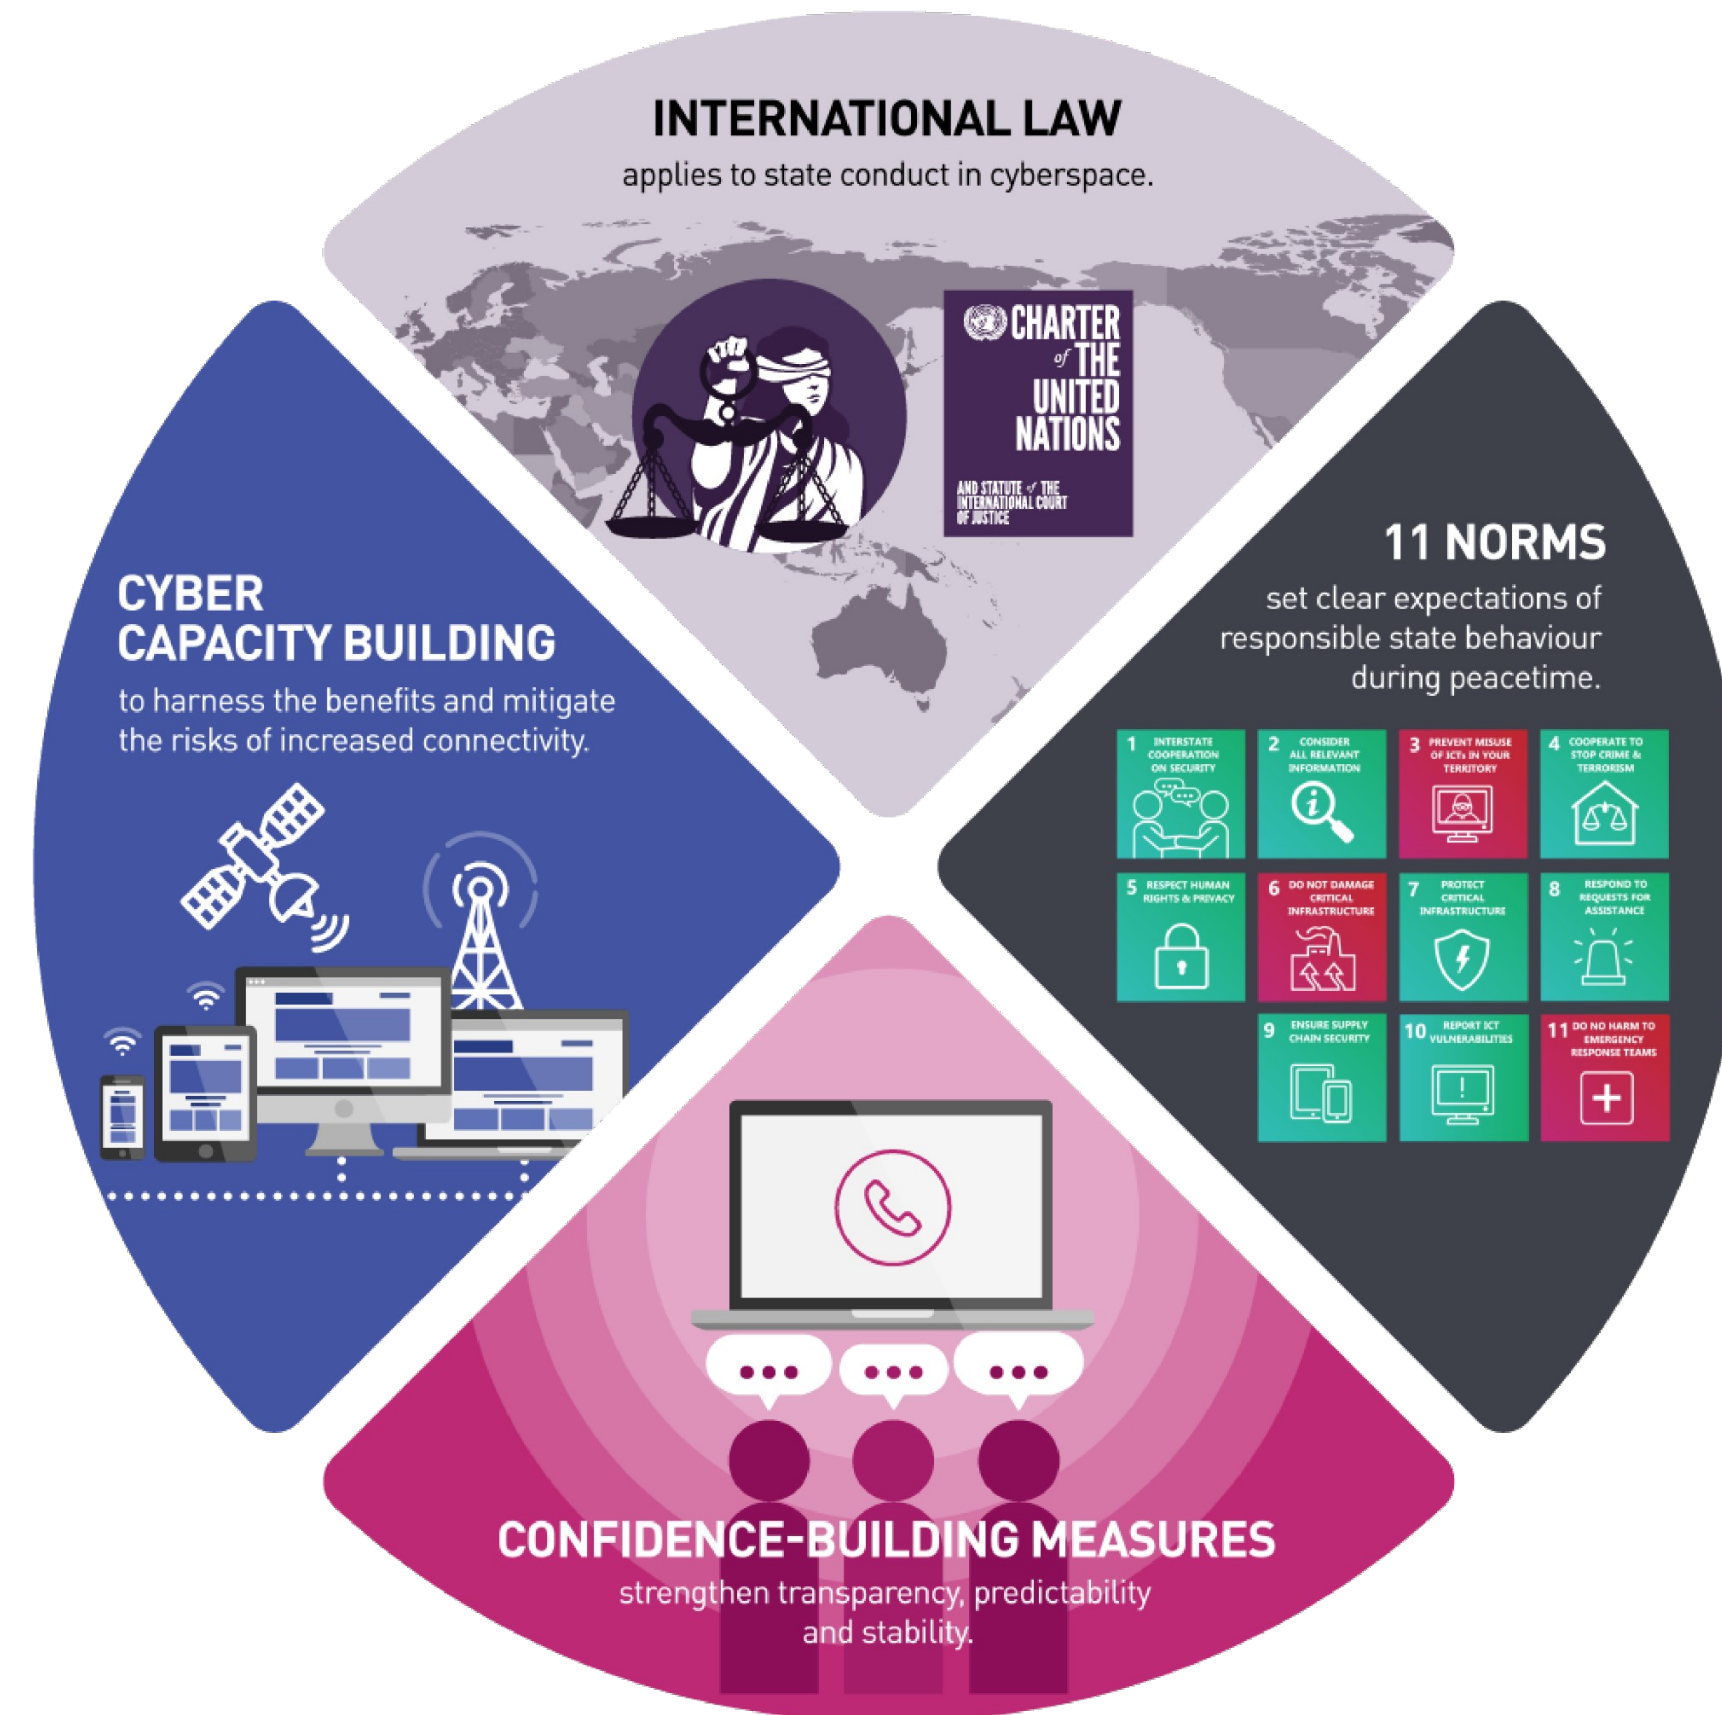 INTERNATIONAL LAW
applies to state conduct in cyberspace.
CHARTER
of THE
UNITED
NATIONS
AND STATUTE of THE
INTERNATIONAL COURT
OF JUSTICE
11 NORMS
set clear expectations of
responsible state behaviour
during peacetime.
1 INTERSTATE
COOPERATION
ON SECURITY
2 CONSIDER
ALL RELEVANT
INFORMATION
3 PREVENT MISUSE
OF ICTs IN YOUR
TERRITORY
4 COOPERATE TO
STOP CRIME &
TERRORISM
5 RESPECT HUMAN
RIGHTS & PRIVACY
6 DO NOT DAMAGE
CRITICAL
INFRASTRUCTURE
7 PROTECT
CRITICAL
INFRASTRUCTURE
8 RESPOND TO
REQUESTS FOR
ASSISTANCE
9 ENSURE SUPPLY
CHAIN SECURITY
10 REPORT ICT
VULNERABILITIES
11 DO NO HARM TO
EMERGENCY
RESPONSE TEAMS
CYBER
CAPACITY BUILDING
to harness the benefits and mitigate
the risks of increased connectivity.
CONFIDENCE-BUILDING MEASURES
strengthen transparency, predictability
and stability.